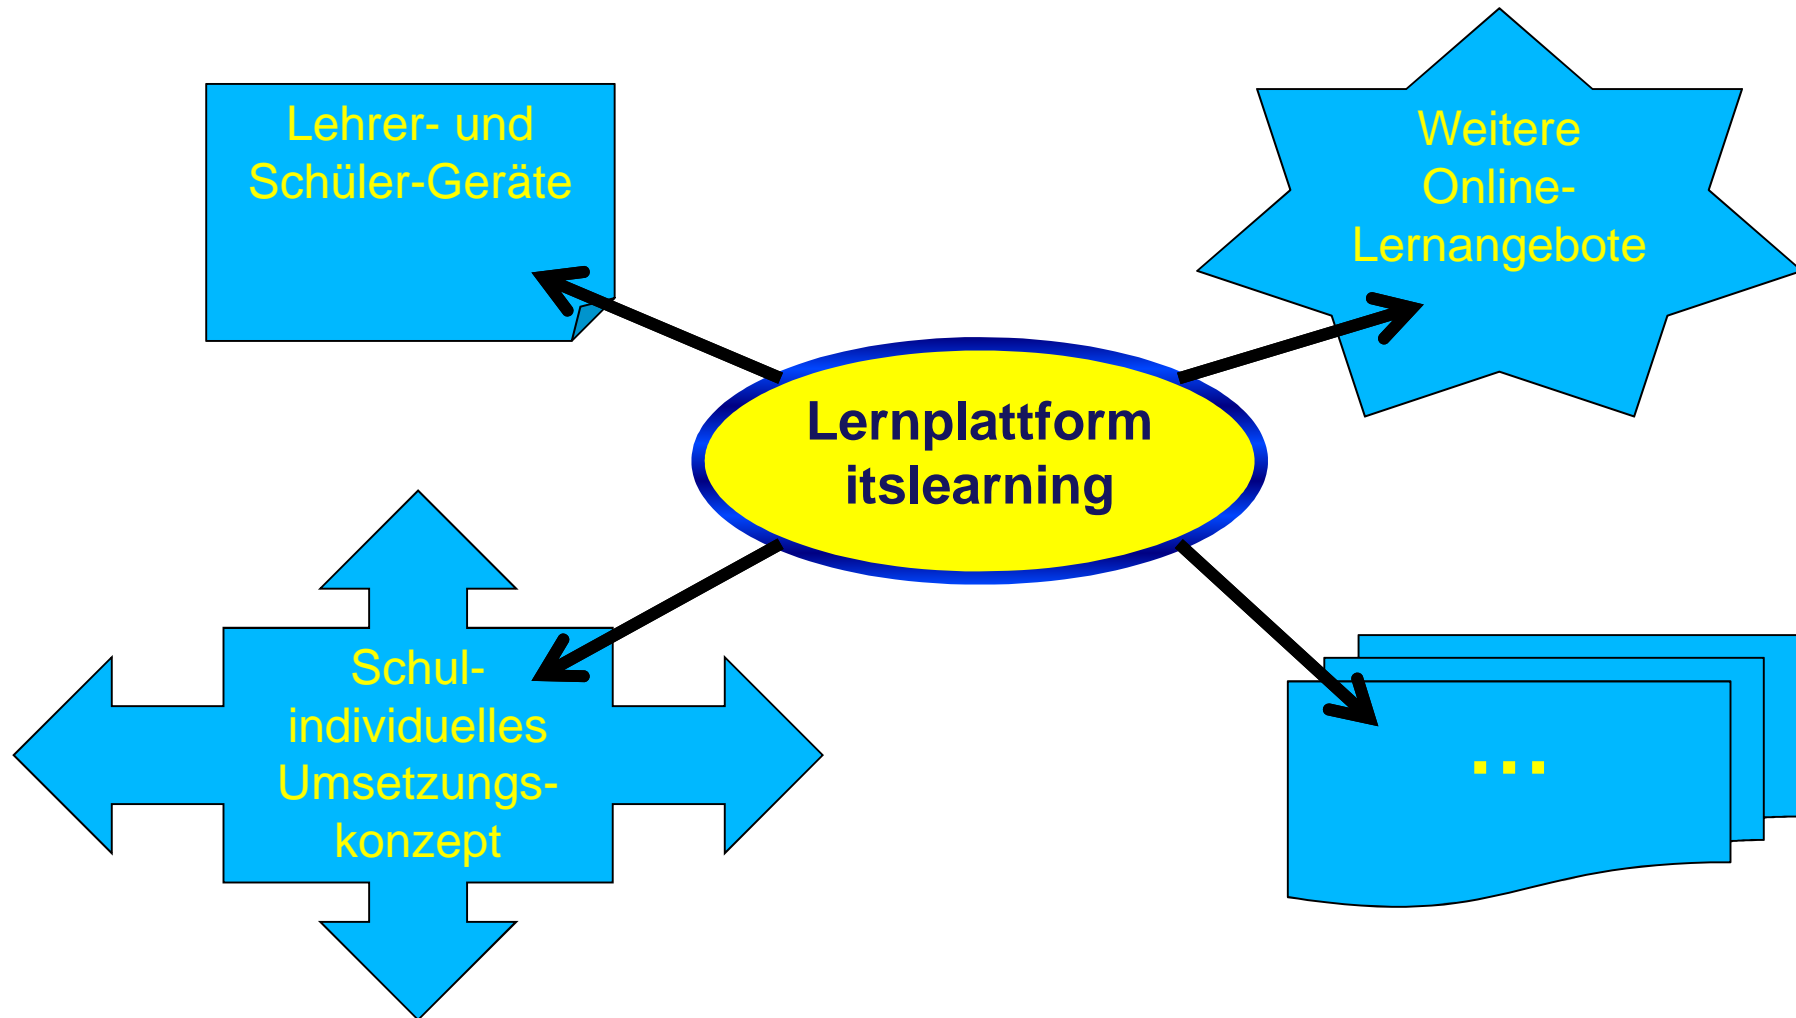 Lehrer- und
Schüler-Geräte
Weitere
Online-
Lernangebote
Lernplattform
itslearning
Schul-
individuelles
Umsetzungs-
konzept
...